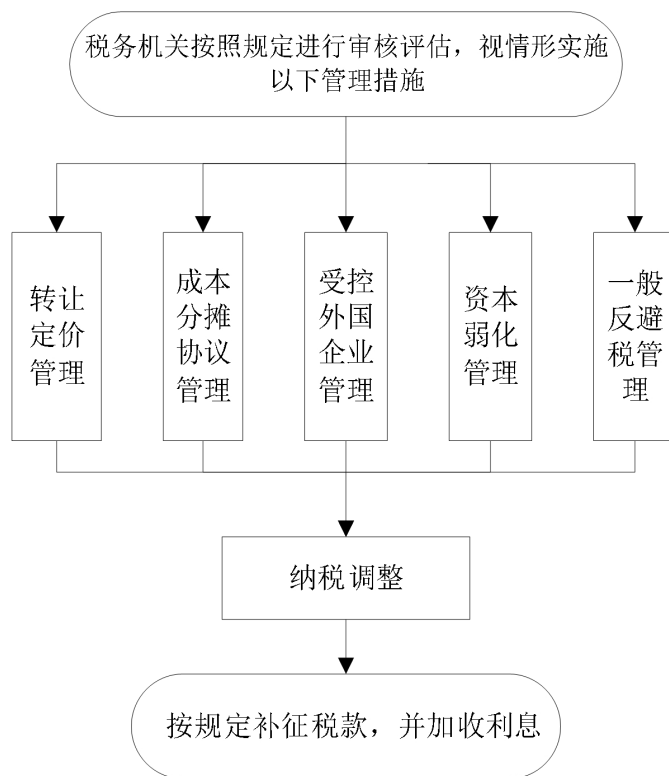 税务机关按照规定进行审核评估，视情形实施
以下管理措施
转让
定价
管理
成本
分摊
协议
管理
受控
外国
企业
管理
资本
弱化
管理
一般
反避
税管
理
纳税调整
按规定补征税款，并加收利息